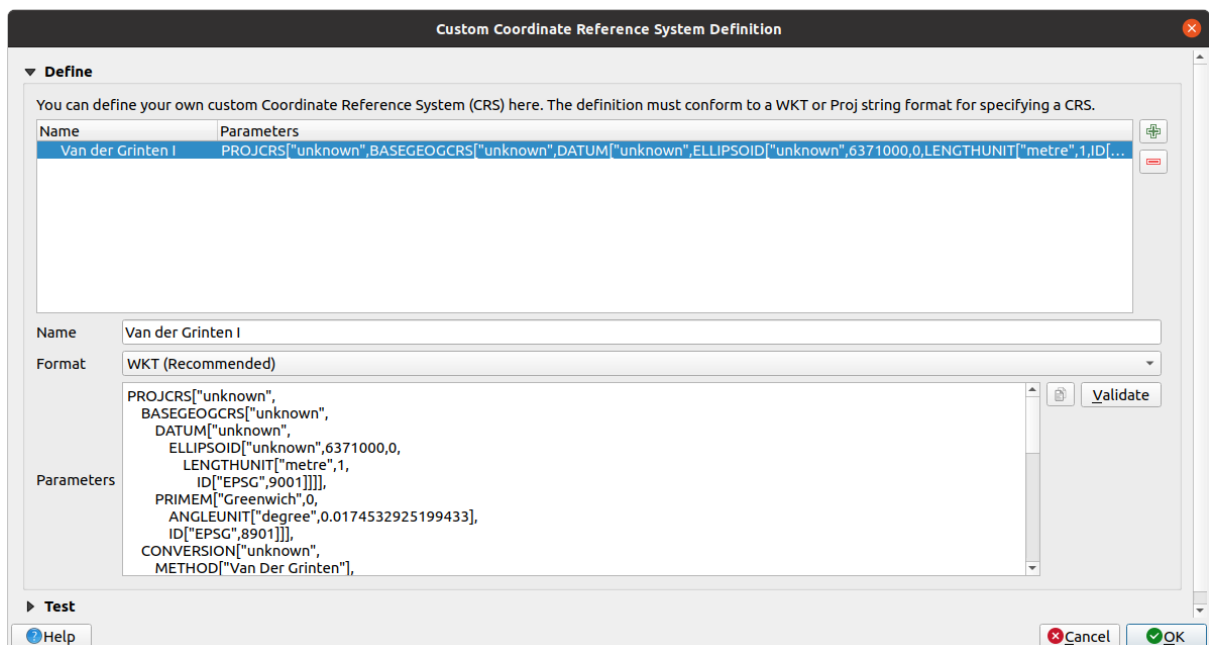 Custom Coordinate Reference System Definition
Define
You can define your own custom Coordinate Reference System (CRS) here. The definition must conform to a WKT or Proj string format for specifying a CRS.
Name Parameters
Van der Grinten I PROJCRS["unknown",BASEGEOGCRS["unknown",DATUM["unknown",ELLIPSOID["unknown",6371000,0,LENGTHUNIT["metre",1,ID[...
Name Van der Grinten I
Format WKT (Recommended)
PROJCRS["unknown", Validate
BASEGEOGCRS["unknown",
DATUM["unknown",
ELLIPSOID["unknown",6371000,0,
LENGTHUNIT["metre",1,
ID["EPSG",9001]]]],
Parameters PRIMEM["Greenwich",0,
ANGLEUNIT["degree",0.0174532925199433],
ID["EPSG",8901]]],
CONVERSION["unknown",
METHOD["Van Der Grinten"],
Test
Help Cancel OK